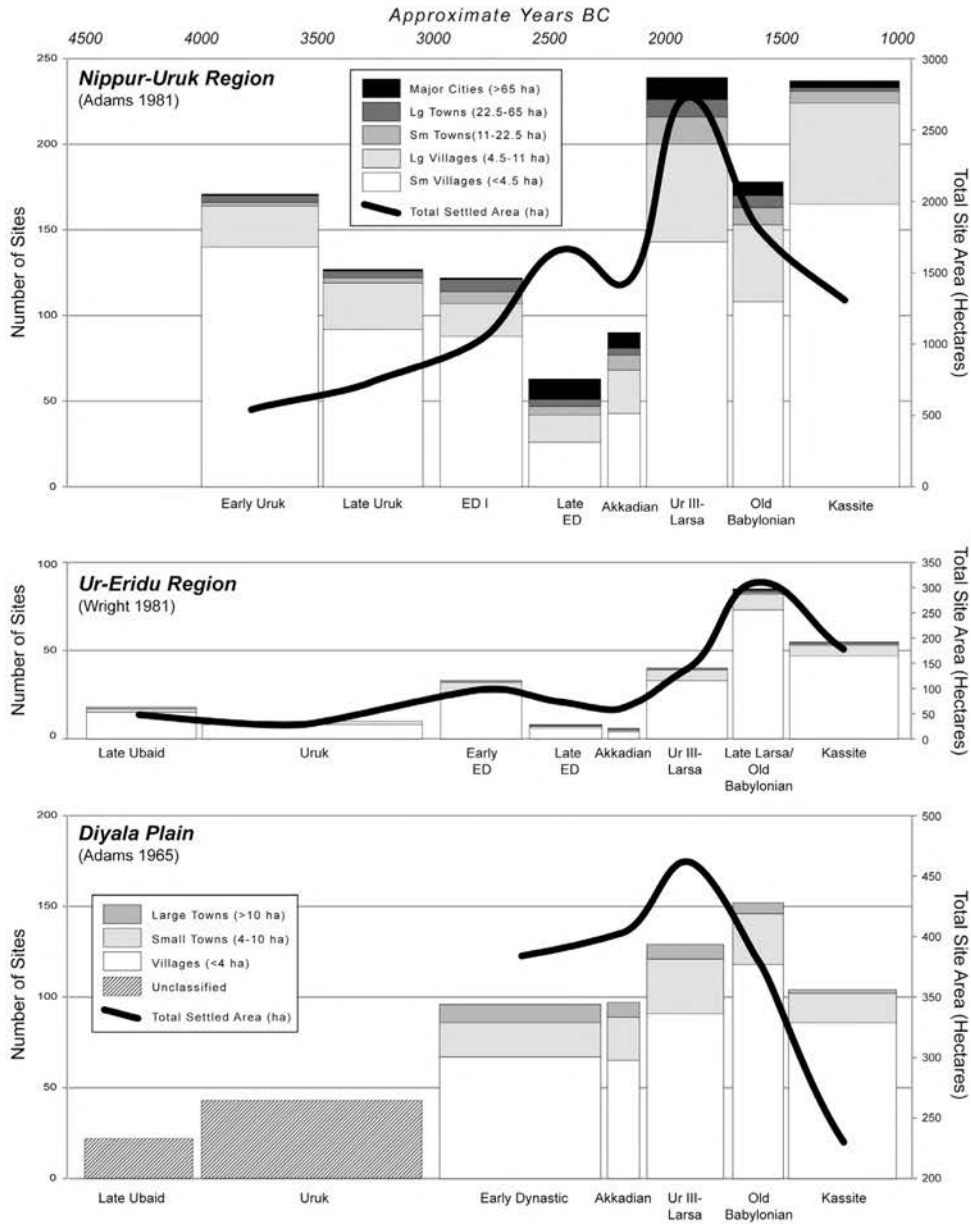 Approximate Years BC
4500 4000 3500 3000 2500 2000 1500 1000
Nippur-Uruk Region
(Adams 1981)
Major Cities (>65 ha)
Lg Towns (22.5-65 ha)
Sm Towns(11-22.5 ha)
Lg Villages (4.5-11 ha)
Sm Villages (<4.5 ha)
Total Settled Area (ha)
Number of Sites
250
200
150
100
50
0
Total Site Area (Hectares)
3000
2500
2000
1500
1000
500
0
Early Uruk
Late Uruk
ED I
Late
ED
Akkadian
Ur III-
Larsa
Old
Babylonian
Kassite
Ur-Eridu Region
(Wright 1981)
Number of Sites
100
50
0
Total Site Area (Hectares)
350
300
250
200
150
100
50
0
Late Ubaid
Uruk
Early
ED
Late
ED
Akkadian
Ur III-
Larsa
Late Larsa/
Old
Babylonian
Kassite
Diyala Plain
(Adams 1965)
Large Towns (>10 ha)
Small Towns (4-10 ha)
Villages (<4 ha)
Unclassified
Total Settled Area (ha)
Number of Sites
200
150
100
50
0
Total Site Area (Hectares)
500
450
400
350
300
250
200
Late Ubaid
Uruk
Early Dynastic
Akkadian
Ur III-
Larsa
Old
Babylonian
Kassite